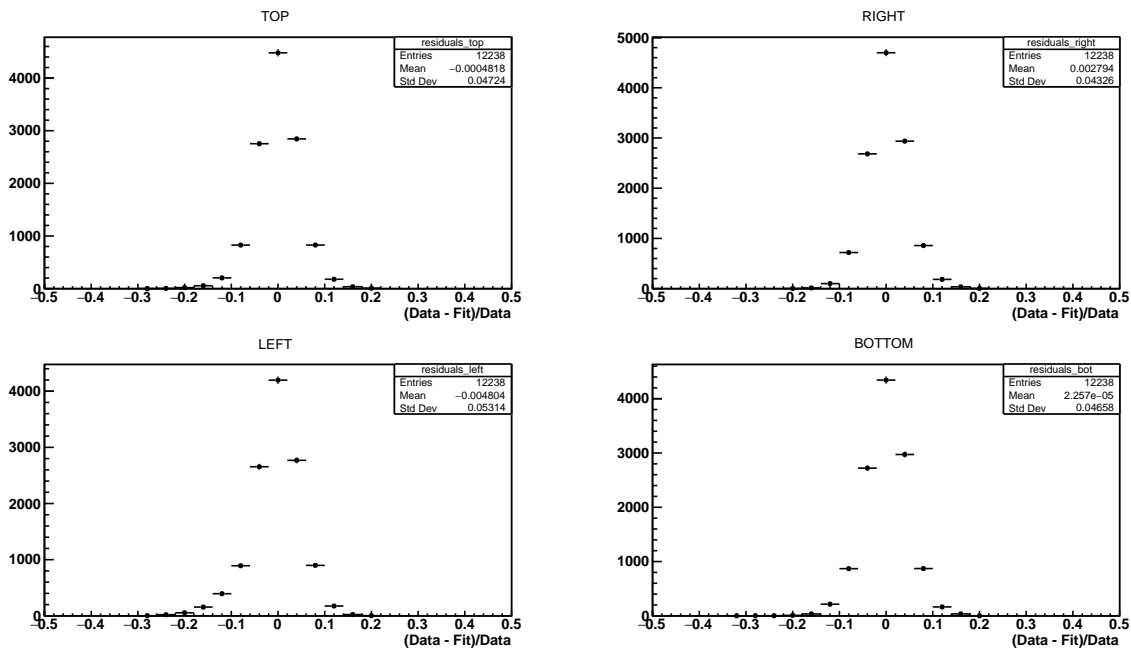 TOP
residuals_top
Entries 12238
Mean −0.0004818
Std Dev 0.04724
4000
3000
2000
1000
0
−0.5 −0.4 −0.3 −0.2 −0.1 0 0.1 0.2 0.3 0.4 0.5
(Data - Fit)/Data
RIGHT
residuals_right
Entries 12238
Mean 0.002794
Std Dev 0.04326
5000
4000
3000
2000
1000
0
−0.5 −0.4 −0.3 −0.2 −0.1 0 0.1 0.2 0.3 0.4 0.5
(Data - Fit)/Data
LEFT
residuals_left
Entries 12238
Mean −0.004804
Std Dev 0.05314
4000
3000
2000
1000
0
−0.5 −0.4 −0.3 −0.2 −0.1 0 0.1 0.2 0.3 0.4 0.5
(Data - Fit)/Data
BOTTOM
residuals_bot
Entries 12238
Mean 2.257e−05
Std Dev 0.04658
4000
3000
2000
1000
0
−0.5 −0.4 −0.3 −0.2 −0.1 0 0.1 0.2 0.3 0.4 0.5
(Data - Fit)/Data